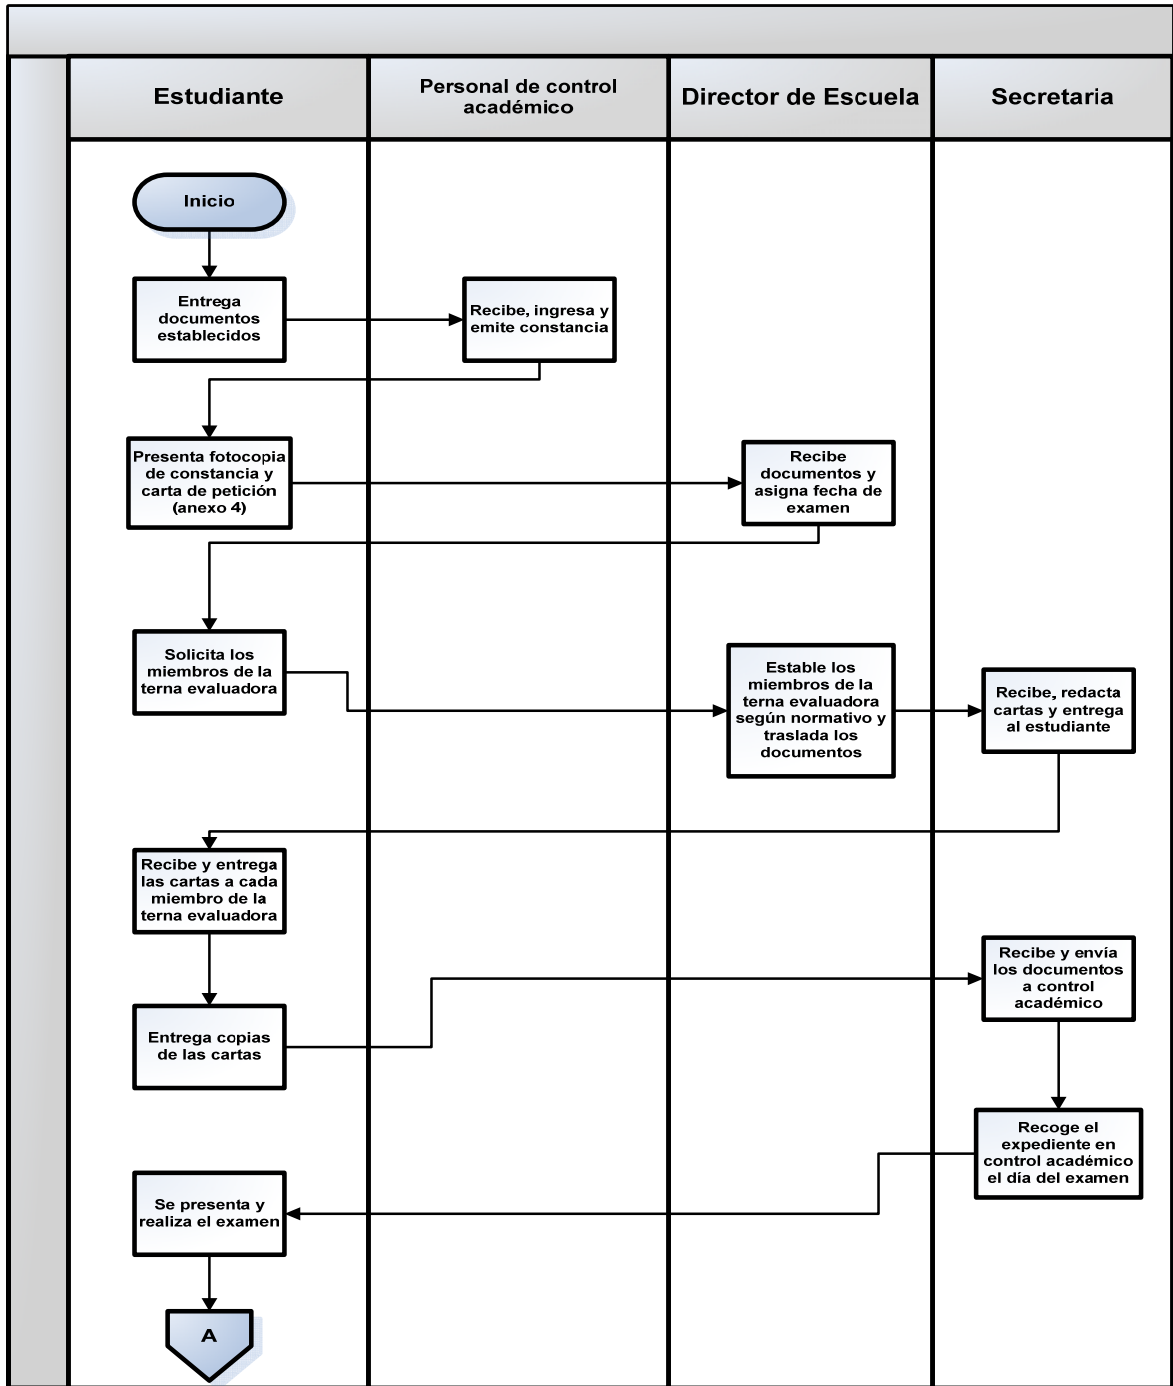 Estudiante
Personal de control
académico
Director de Escuela
Secretaria
Inicio
Entrega
documentos
establecidos
Recibe, ingresa y
emite constancia
Presenta fotocopia
de constancia y
carta de petición
(anexo 4)
Recibe
documentos y
asigna fecha de
examen
Solicita los
miembros de la
terna evaluadora
Estable los
miembros de la
terna evaluadora
según normativo y
traslada los
documentos
Recibe, redacta
cartas y entrega
al estudiante
Recibe y entrega
las cartas a cada
miembro de la
terna evaluadora
Entrega copias
de las cartas
Recibe y envía
los documentos
a control
académico
Recoge el
expediente en
control académico
el día del examen
Se presenta y
realiza el examen
A